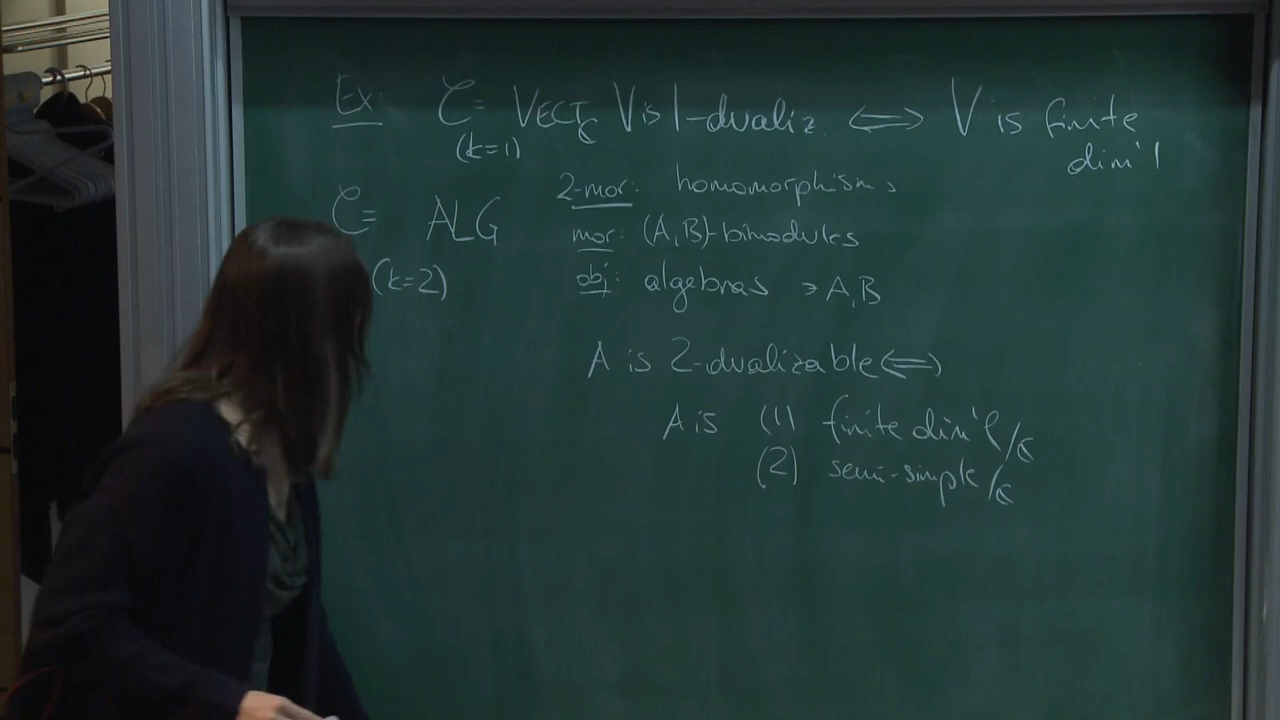 Ex: 𝒞 = VECT_ℂ V is 1-dualiz. ⟺ V is finite dim'l
(k=1)
𝒞 = ALG
(k=2)
2-mor: homomorphisms
mor: (A,B)-bimodules
obj: algebras ∋ A,B
A is 2-dualizable ⟺
A is (1) finite dim'l/ℂ
(2) semi-simple/ℂ